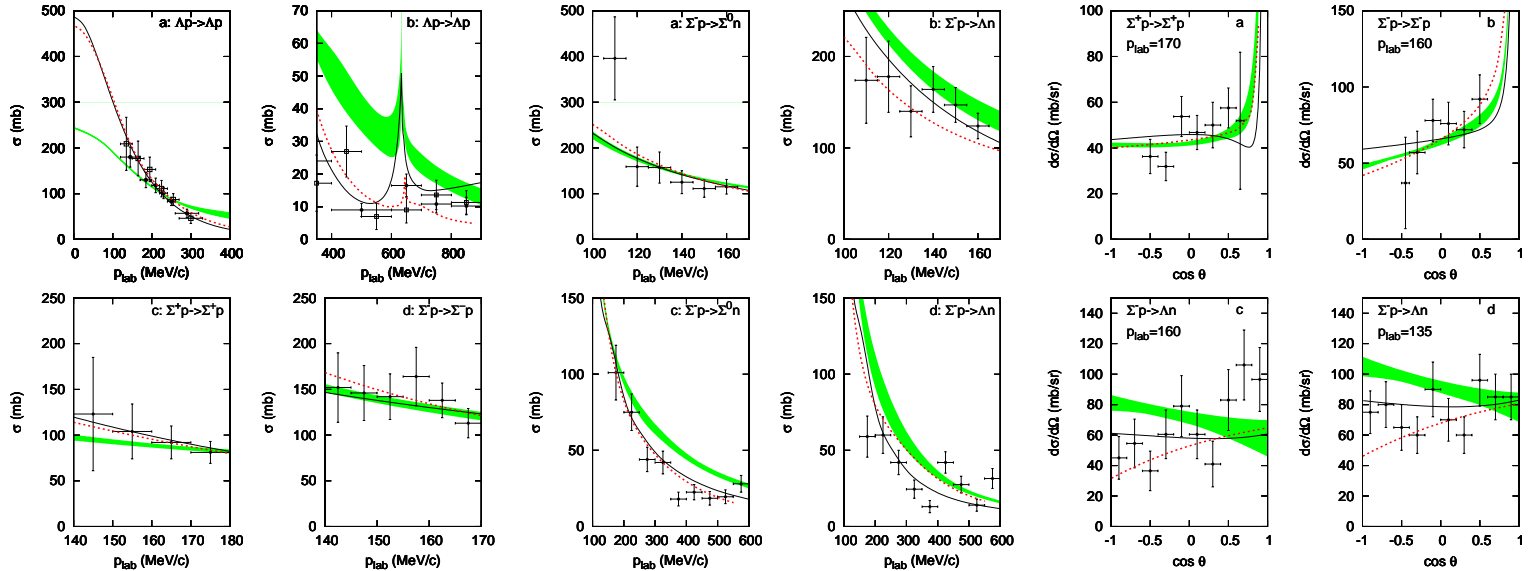 a: Λp->Λp
σ (mb)
500
400
300
200
100
0
0 100 200 300 400
p_lab (MeV/c)
b: Λp->Λp
σ (mb)
70
60
50
40
30
20
10
0
400 600 800
p_lab (MeV/c)
a: Σ⁻p->Σ⁰n
σ (mb)
500
400
300
200
100
0
100 120 140 160
p_lab (MeV/c)
b: Σ⁻p->Λn
σ (mb)
200
100
0
100 120 140 160
p_lab (MeV/c)
Σ⁺p->Σ⁺p a
p_lab=170
dσ/dΩ (mb/sr)
100
80
60
40
20
0
-1 -0.5 0 0.5 1
cos θ
Σ⁻p->Σ⁻p b
p_lab=160
dσ/dΩ (mb/sr)
150
100
50
0
-1 -0.5 0 0.5 1
cos θ
c: Σ⁺p->Σ⁺p
σ (mb)
250
200
150
100
50
0
140 150 160 170 180
p_lab (MeV/c)
d: Σ⁻p->Σ⁻p
σ (mb)
250
200
150
100
50
0
140 150 160 170
p_lab (MeV/c)
c: Σ⁻p->Σ⁰n
σ (mb)
150
100
50
0
100 200 300 400 500 600
p_lab (MeV/c)
d: Σ⁻p->Λn
σ (mb)
150
100
50
0
100 200 300 400 500 600
p_lab (MeV/c)
Σ⁻p->Λn c
p_lab=160
dσ/dΩ (mb/sr)
140
120
100
80
60
40
20
0
-1 -0.5 0 0.5 1
cos θ
Σ⁻p->Λn d
p_lab=135
dσ/dΩ (mb/sr)
140
120
100
80
60
40
20
0
-1 -0.5 0 0.5 1
cos θ